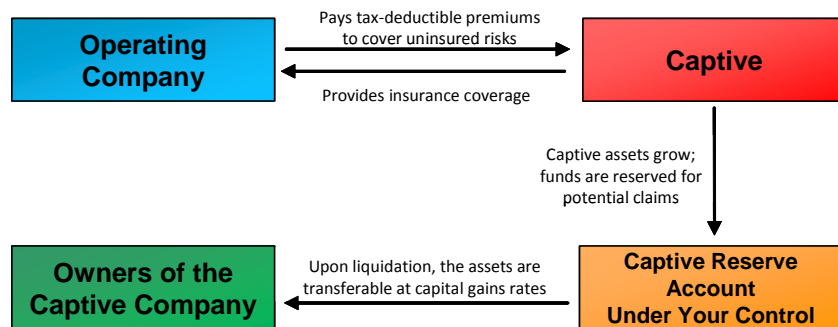 Pays tax-deductible premiums
to cover uninsured risks
Operating
Company
Captive
Provides insurance coverage
Captive assets grow;
funds are reserved for
potential claims
Owners of the
Captive Company
Upon liquidation, the assets are
transferable at capital gains rates
Captive Reserve
Account
Under Your Control